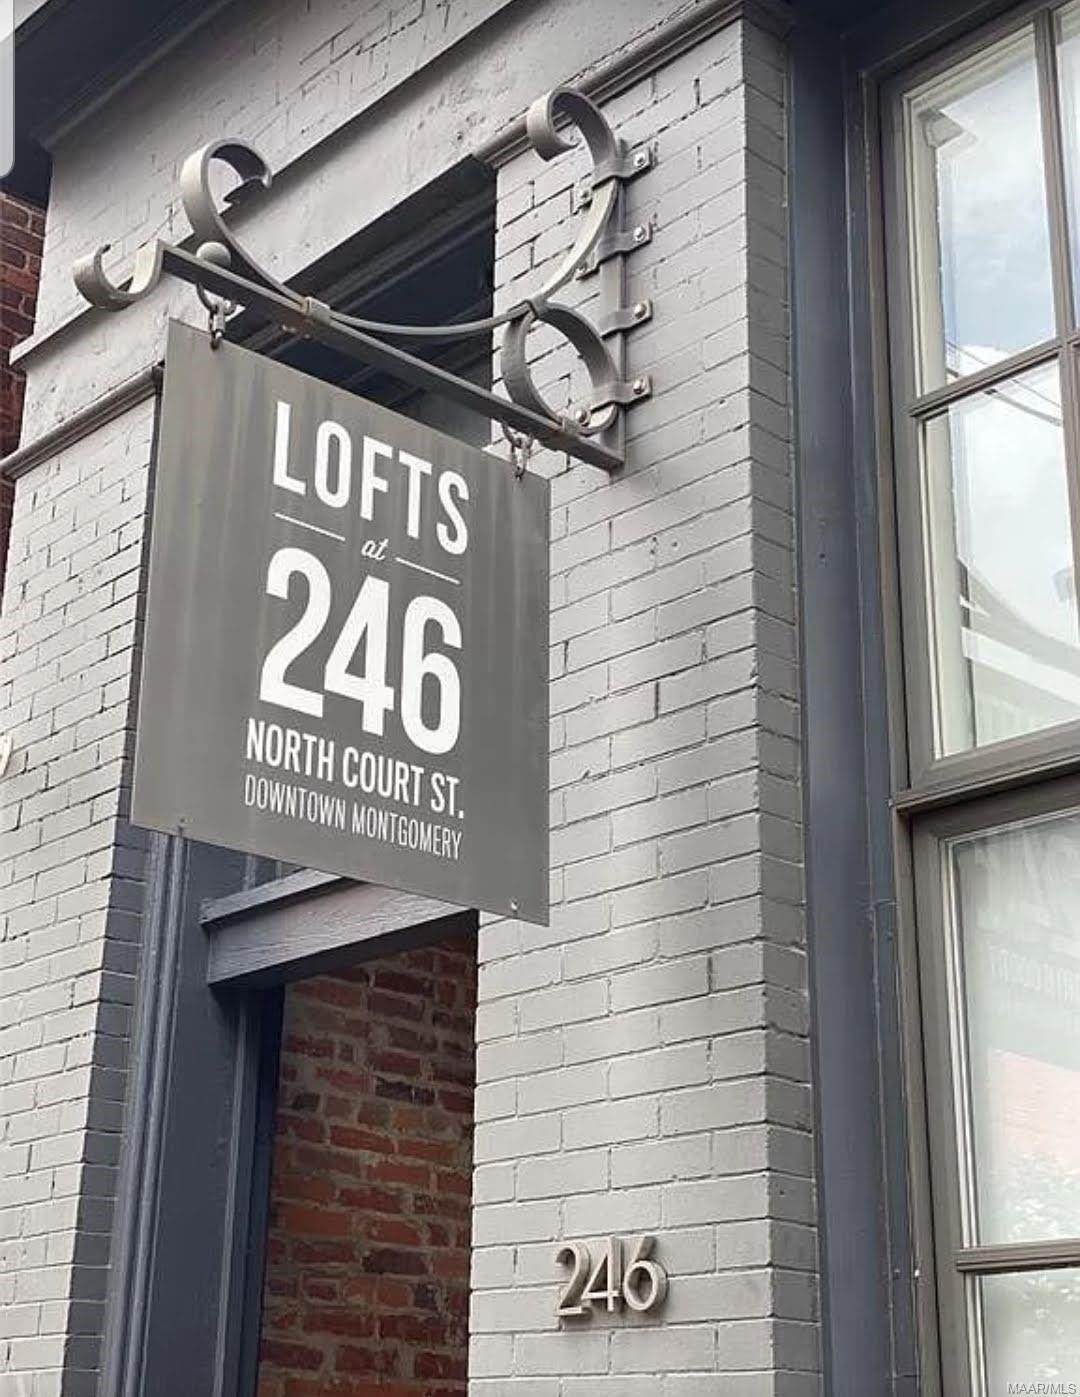 LOFTS
at
246
NORTH COURT ST.
DOWNTOWN MONTGOMERY
246
MAAR/MLS